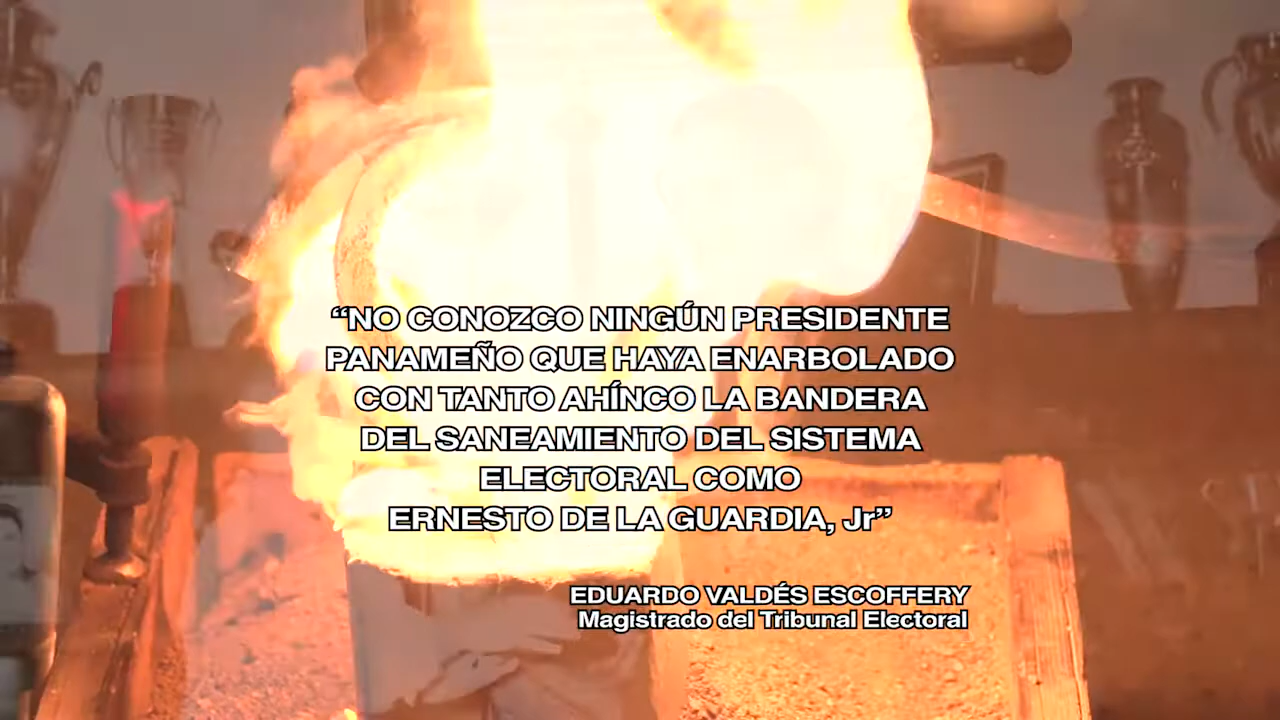 “NO CONOZCO NINGÚN PRESIDENTE
PANAMEÑO QUE HAYA ENARBOLADO
CON TANTO AHÍNCO LA BANDERA
DEL SANEAMIENTO DEL SISTEMA
ELECTORAL COMO
ERNESTO DE LA GUARDIA, Jr”
EDUARDO VALDÉS ESCOFFERY
Magistrado del Tribunal Electoral